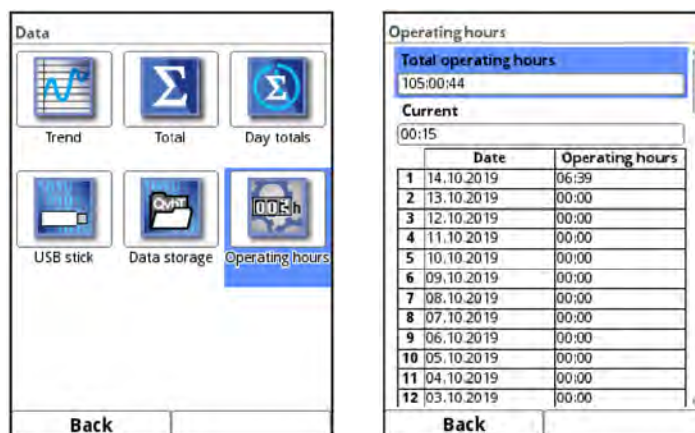 Data
Trend
Total
Day totals
QVHT
00:h
USB stick
Data storage
Operating hours
Back
Operating hours
Total operating hours
105:00:44
Current
00:15
Date Operating hours
1 14.10.2019 06:39
2 13.10.2019 00:00
3 12.10.2019 00:00
4 11.10.2019 00:00
5 10.10.2019 00:00
6 09.10.2019 00:00
7 08.10.2019 00:00
8 07.10.2019 00:00
9 06.10.2019 00:00
10 05.10.2019 00:00
11 04.10.2019 00:00
12 03.10.2019 00:00
Back